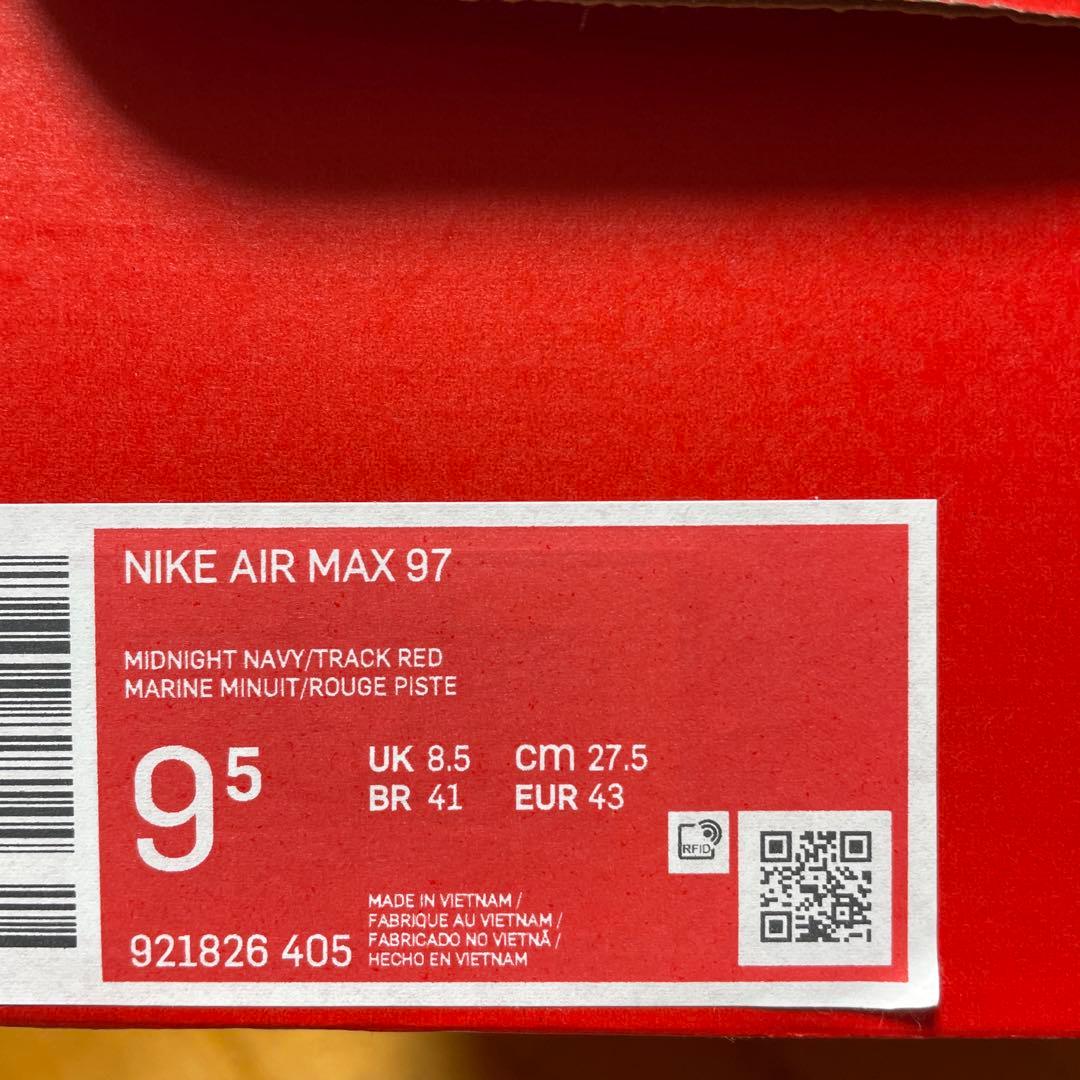 NIKE AIR MAX 97
MIDNIGHT NAVY/TRACK RED
MARINE MINUIT/ROUGE PISTE
9⁵
UK 8.5 cm 27.5
BR 41 EUR 43
RFID
MADE IN VIETNAM /
FABRIQUE AU VIETNAM /
FABRICADO NO VIETNÃ /
HECHO EN VIETNAM
921826 405